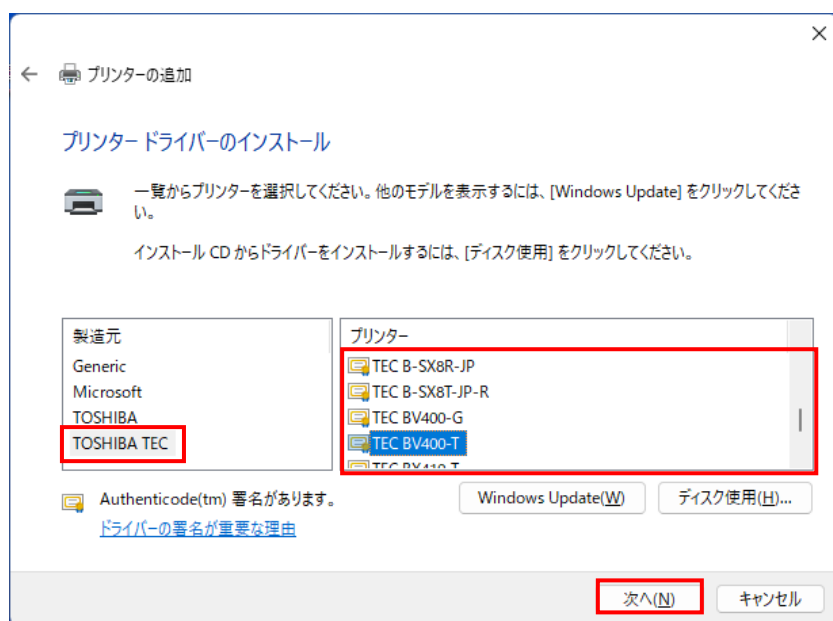 プリンターの追加
プリンター ドライバーのインストール
一覧からプリンターを選択してください。他のモデルを表示するには、[Windows Update] をクリックしてくださ
い。
インストール CD からドライバーをインストールするには、[ディスク使用] をクリックしてください。
製造元
Generic
Microsoft
TOSHIBA
TOSHIBA TEC
プリンター
TEC B-SX8R-JP
TEC B-SX8T-JP-R
TEC BV400-G
TEC BV400-T
Authenticode(tm) 署名があります。
ドライバーの署名が重要な理由
Windows Update(W)
ディスク使用(H)...
次へ(N)
キャンセル